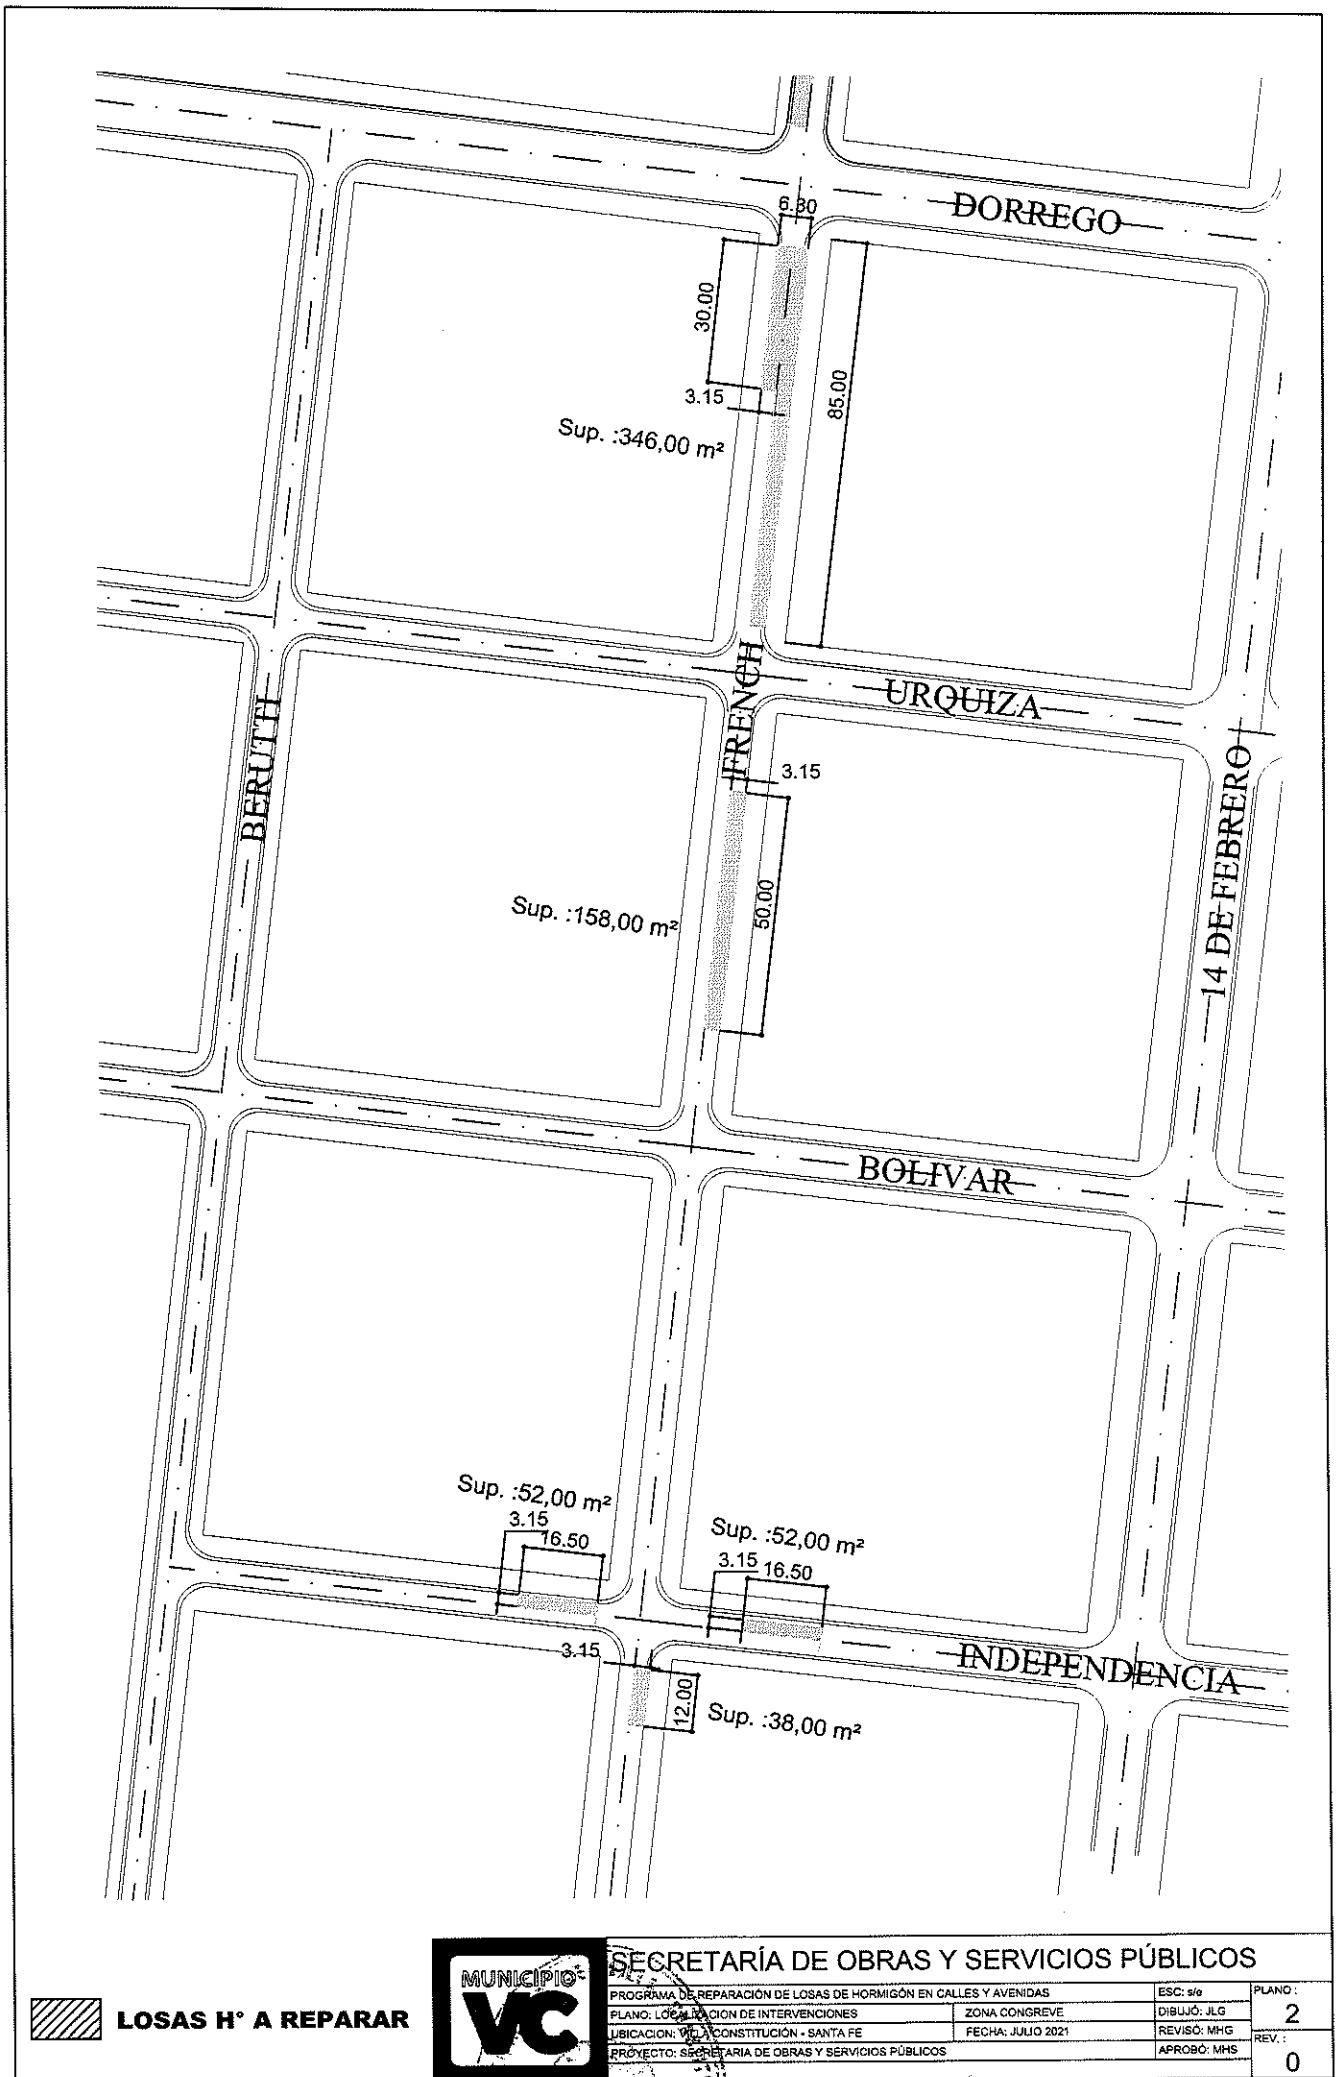 DORREGO
6.30
30.00
85.00
3.15
Sup. :346,00 m²
FRENCH
URQUIZA
BERUTTI
3.15
14 DE FEBRERO
50.00
Sup. :158,00 m²
BOLIVAR
Sup. :52,00 m²
3.15
16.50
Sup. :52,00 m²
3.15
16.50
3.15
INDEPENDENCIA
12.00
Sup. :38,00 m²
LOSAS H° A REPARAR
MUNICIPIO
VC
SECRETARÍA DE OBRAS Y SERVICIOS PÚBLICOS
PROGRAMA DE REPARACIÓN DE LOSAS DE HORMIGÓN EN CALLES Y AVENIDAS
ESC: s/e
PLANO :
2
PLANO: LOCALIZACION DE INTERVENCIONES
ZONA CONGREVE
DIBUJÓ: JLG
UBICACION: VILLA CONSTITUCIÓN - SANTA FE
FECHA: JULIO 2021
REVISÓ: MHG
REV. :
0
PROYECTO: SECRETARIA DE OBRAS Y SERVICIOS PÚBLICOS
APROBÓ: MHS